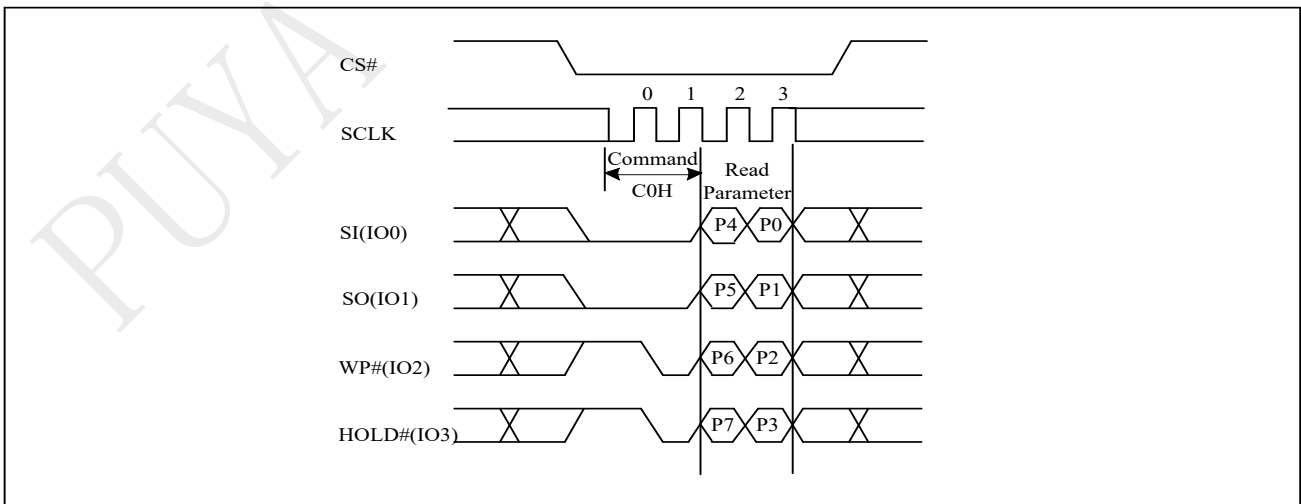 PUYA
CS#
0 1 2 3
SCLK
Command
C0H
Read
Parameter
SI(IO0) P4 P0
SO(IO1) P5 P1
WP#(IO2) P6 P2
HOLD#(IO3) P7 P3